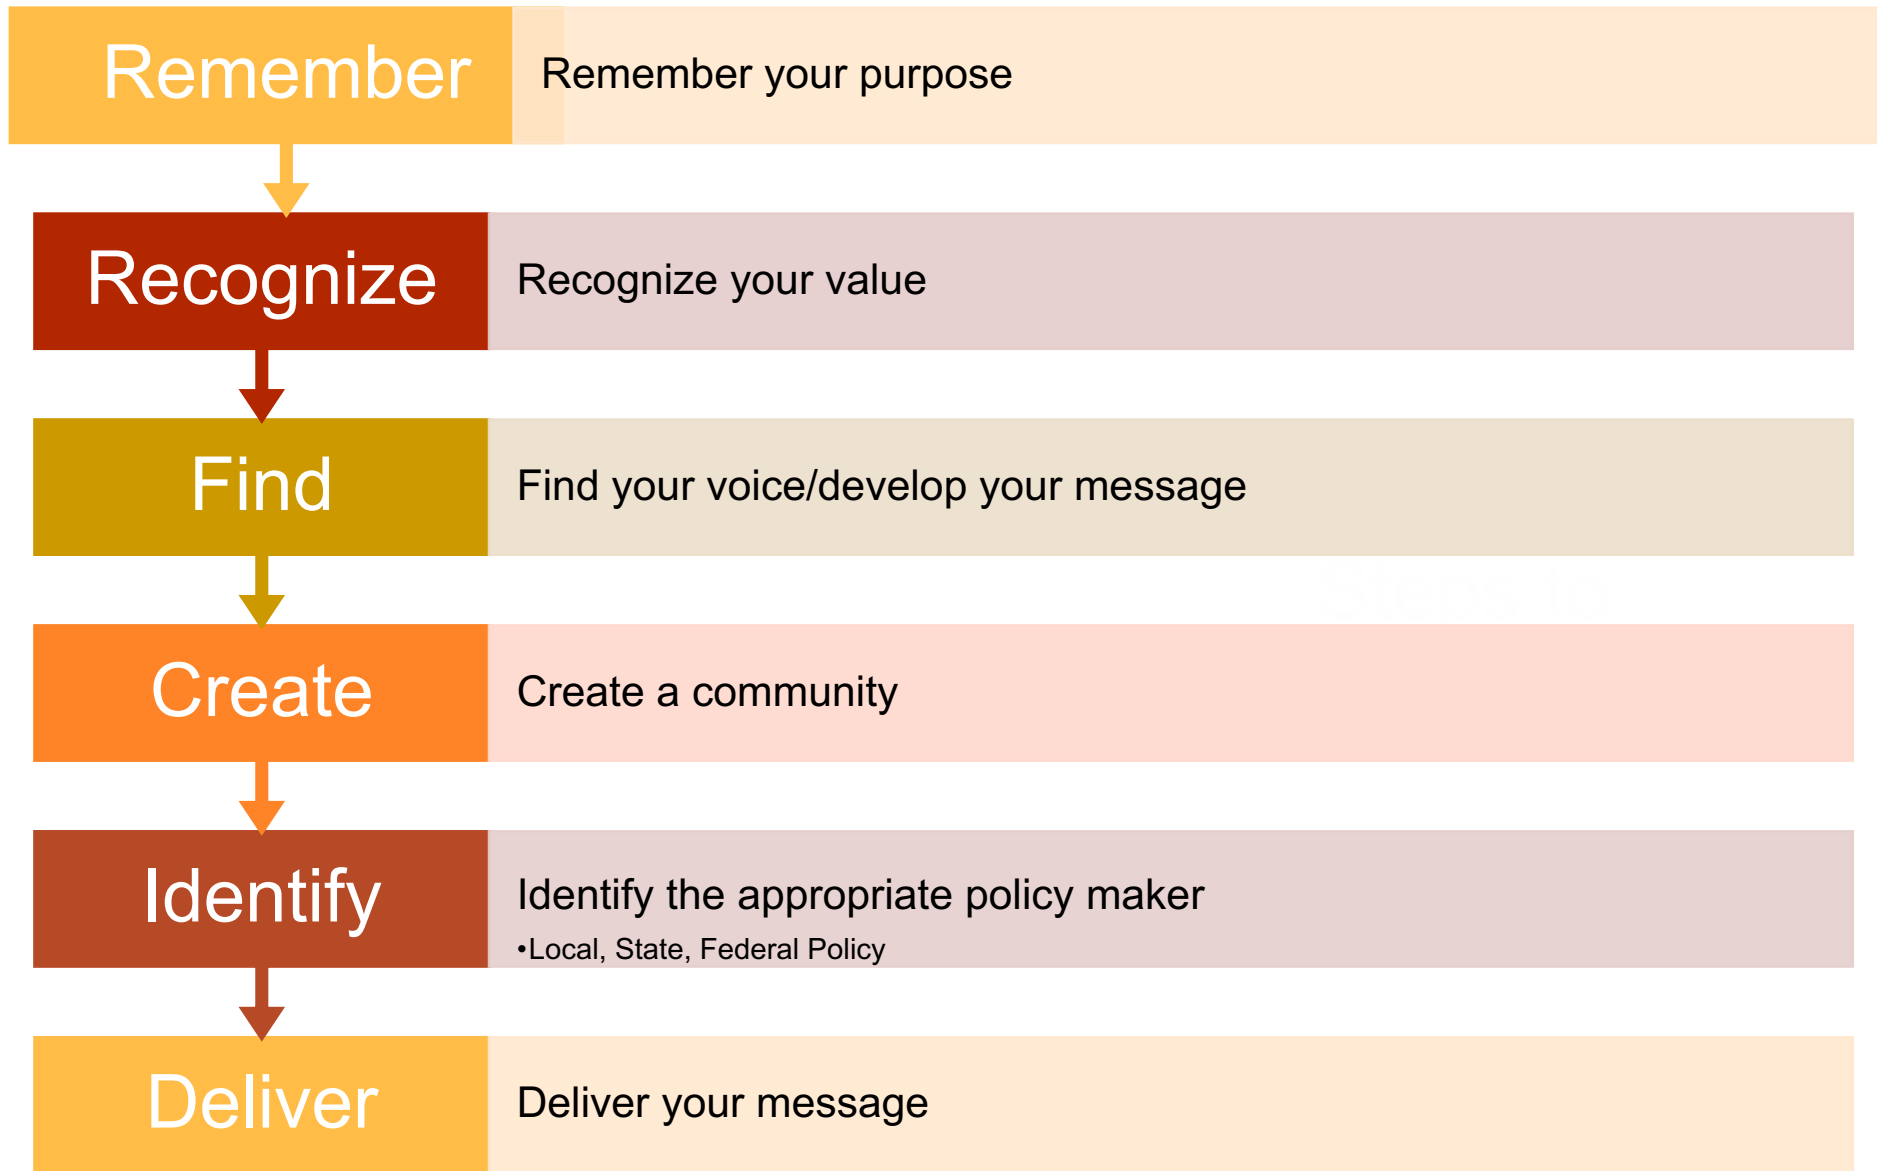 Remember
Remember your purpose
Recognize
Recognize your value
Find
Find your voice/develop your message
Create
Create a community
Identify
Identify the appropriate policy maker
•Local, State, Federal Policy
Deliver
Deliver your message